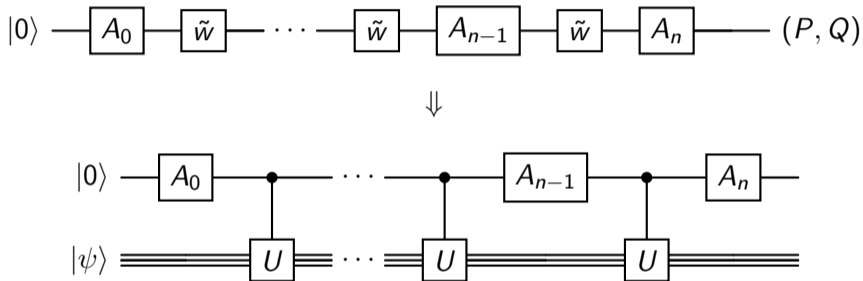 |0⟩ A₀ w̃ ··· w̃ Aₙ₋₁ w̃ Aₙ (P, Q)
⇓
|0⟩ A₀ ··· Aₙ₋₁ Aₙ
|ψ⟩ U ··· U U